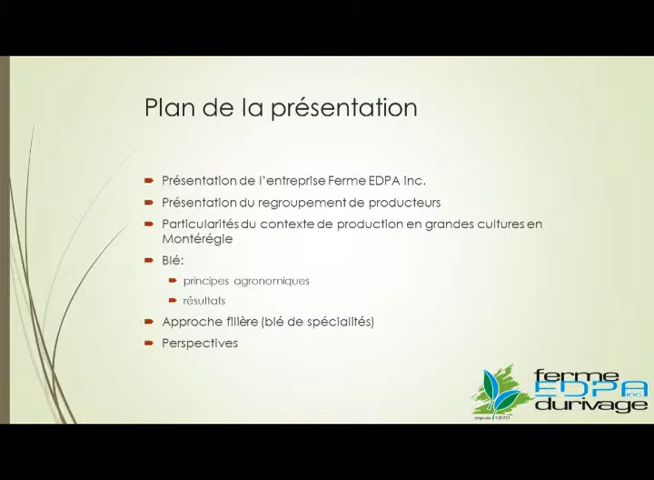 Plan de la présentation
Présentation de l'entreprise Ferme EDPA Inc.
Présentation du regroupement de producteurs
Particularités du contexte de production en grandes cultures en
Montérégie
Blé:
principes agronomiques
résultats
Approche filière (blé de spécialités)
Perspectives
ferme
EDPA inc.
durivage
depuis